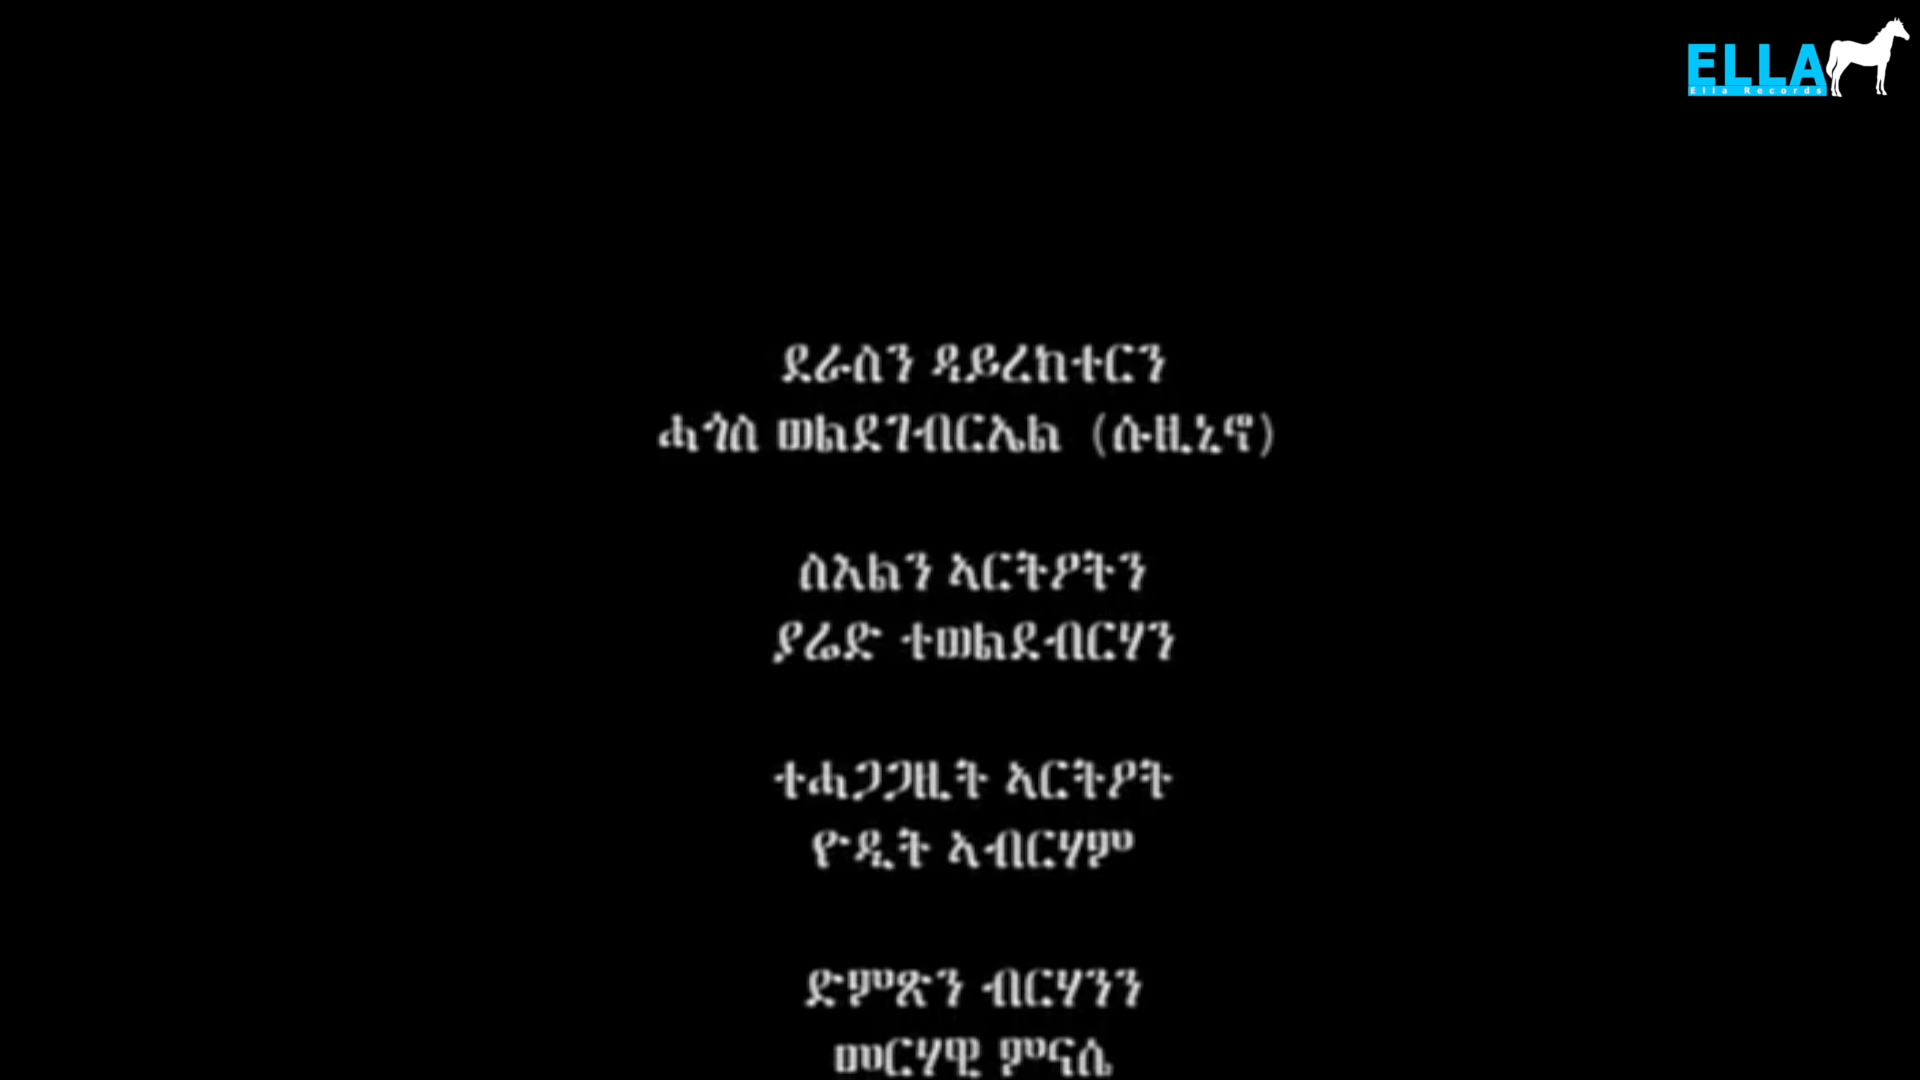 ELLA
Ella Records
ደራስን ዳይረክተርን
ሓጎስ ወልደገብርኤል (ሱዚኒኖ)
ስእልን ኣርትዖትን
ያሬድ ተወልደብርሃን
ተሓጋጋዚት ኣርትዖት
ዮዲት ኣብርሃም
ድምጽን ብርሃንን
መርሃዊ ምናሴ